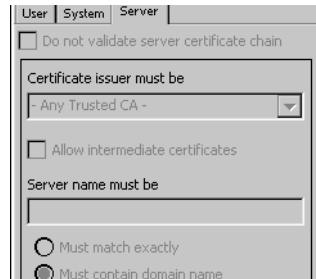 User System Server
Do not validate server certificate chain
Certificate issuer must be
- Any Trusted CA -
Allow intermediate certificates
Server name must be
Must match exactly
Must contain domain name